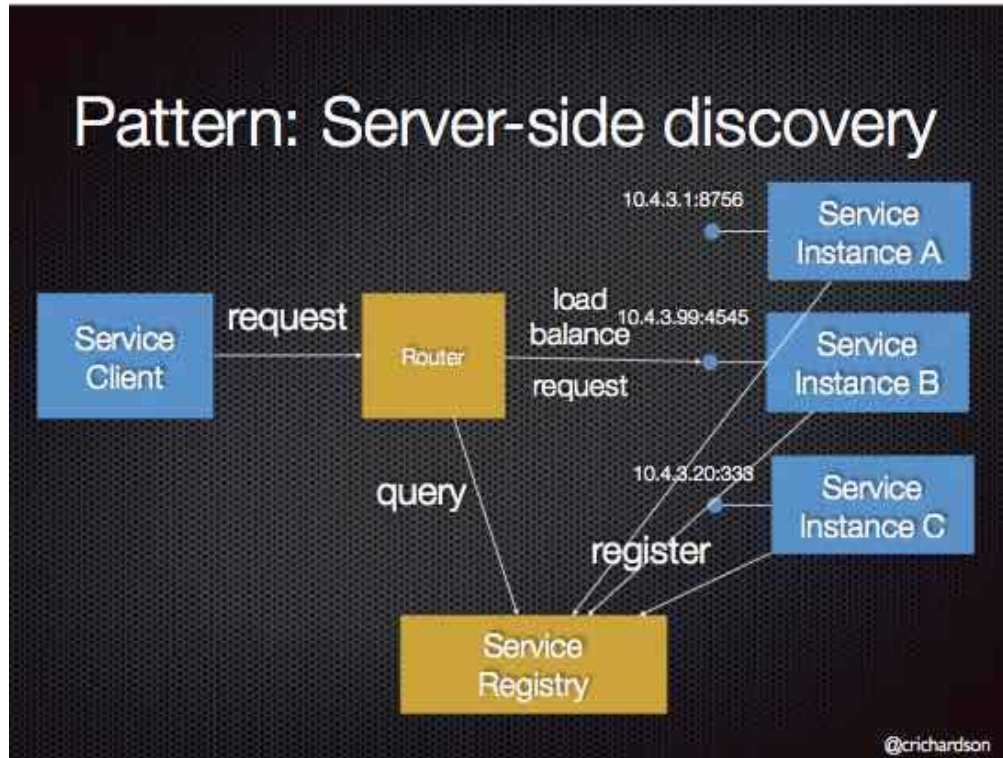 Pattern: Server-side discovery
10.4.3.1:8756
Service
Instance A
Service
Client
request
Router
load
balance
request
10.4.3.99:4545
Service
Instance B
query
10.4.3.20:333
Service
Instance C
register
Service
Registry
@crichardson